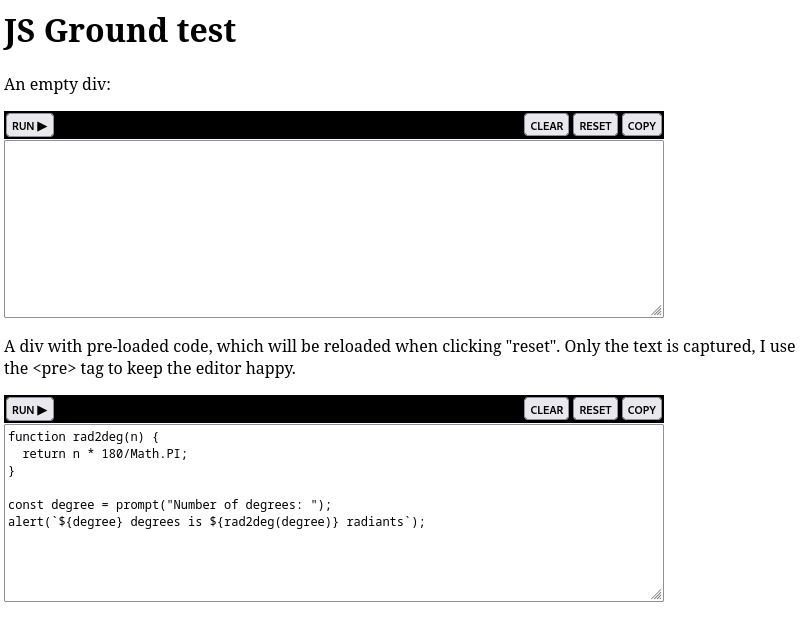 JS Ground test
An empty div:
RUN ▶ CLEAR RESET COPY
A div with pre-loaded code, which will be reloaded when clicking "reset". Only the text is captured, I use
the <pre> tag to keep the editor happy.
RUN ▶ CLEAR RESET COPY
function rad2deg(n) {
  return n * 180/Math.PI;
}
const degree = prompt("Number of degrees: ");
alert(`${degree} degrees is ${rad2deg(degree)} radiants`);